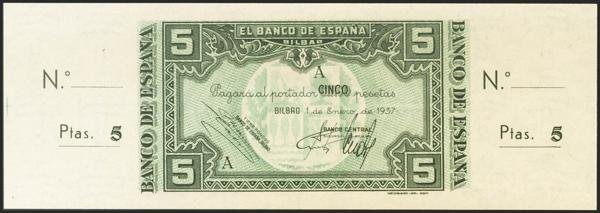 N.º
Ptas. 5
BANCO DE ESPAÑA
5
EL BANCO DE ESPAÑA
BILBAO
5
A
Pagará al portador CINCO pesetas
BILBAO 1 de Enero, de 1937
BANCO CENTRAL
5
A
5
BANCO DE ESPAÑA
N.º
Ptas. 5